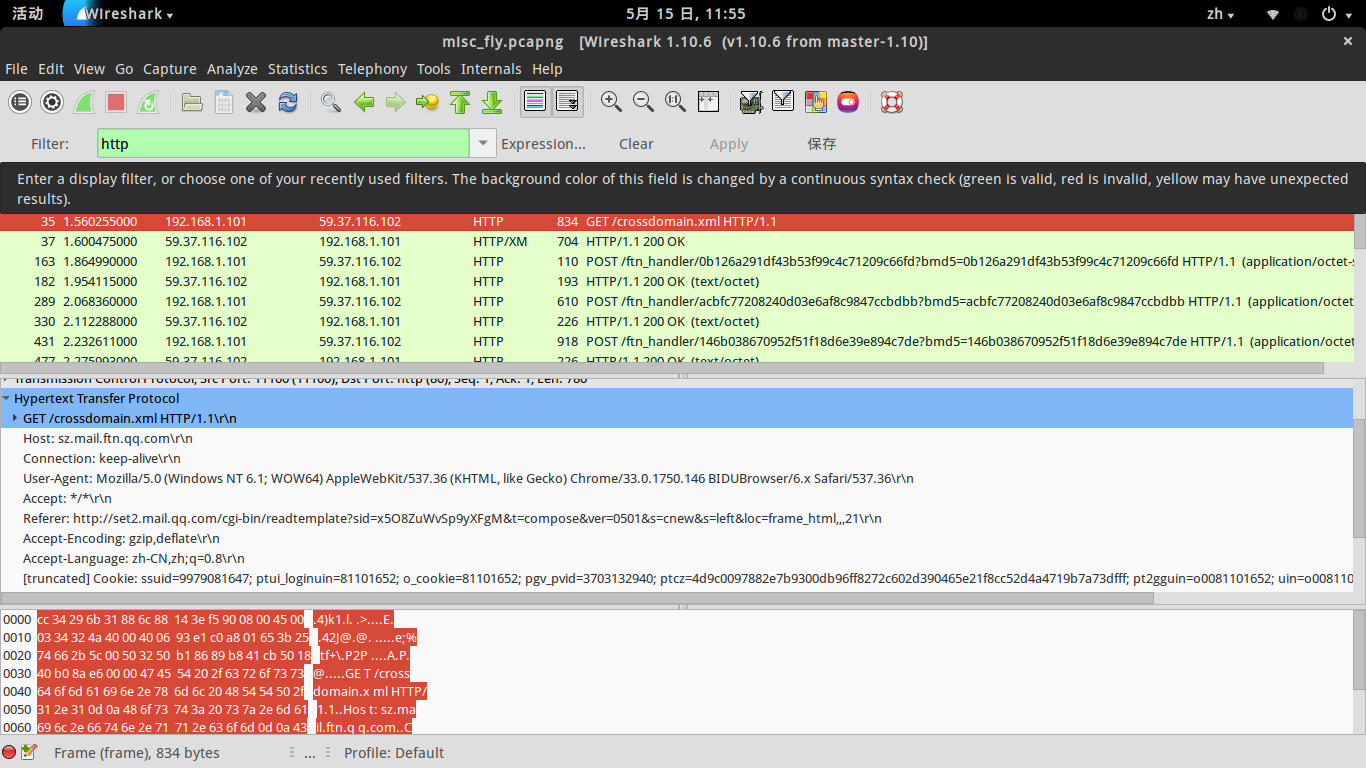 活动 Wireshark 5月 15 日, 11:55 zh
misc_fly.pcapng [Wireshark 1.10.6 (v1.10.6 from master-1.10)]
File Edit View Go Capture Analyze Statistics Telephony Tools Internals Help
Filter: http Expression... Clear Apply 保存
Enter a display filter, or choose one of your recently used filters. The background color of this field is changed by a continuous syntax check (green is valid, red is invalid, yellow may have unexpected
results).
35 1.560255000 192.168.1.101 59.37.116.102 HTTP 834 GET /crossdomain.xml HTTP/1.1
37 1.600475000 59.37.116.102 192.168.1.101 HTTP/XM 704 HTTP/1.1 200 OK
163 1.864990000 192.168.1.101 59.37.116.102 HTTP 110 POST /ftn_handler/0b126a291df43b53f99c4c71209c66fd?bmd5=0b126a291df43b53f99c4c71209c66fd HTTP/1.1 (application/octet-s
182 1.954115000 59.37.116.102 192.168.1.101 HTTP 193 HTTP/1.1 200 OK (text/octet)
289 2.068360000 192.168.1.101 59.37.116.102 HTTP 610 POST /ftn_handler/acbfc77208240d03e6af8c9847ccbdbb?bmd5=acbfc77208240d03e6af8c9847ccbdbb HTTP/1.1 (application/octet
330 2.112288000 59.37.116.102 192.168.1.101 HTTP 226 HTTP/1.1 200 OK (text/octet)
431 2.232611000 192.168.1.101 59.37.116.102 HTTP 918 POST /ftn_handler/146b038670952f51f18d6e39e894c7de?bmd5=146b038670952f51f18d6e39e894c7de HTTP/1.1 (application/octet
477 2.275993000 59.37.116.102 192.168.1.101 HTTP 226 HTTP/1.1 200 OK (text/octet)
Transmission Control Protocol, Src Port: 11100 (11100), Dst Port: http (80), Seq: 1, Ack: 1, Len: 780
Hypertext Transfer Protocol
GET /crossdomain.xml HTTP/1.1\r\n
Host: sz.mail.ftn.qq.com\r\n
Connection: keep-alive\r\n
User-Agent: Mozilla/5.0 (Windows NT 6.1; WOW64) AppleWebKit/537.36 (KHTML, like Gecko) Chrome/33.0.1750.146 BIDUBrowser/6.x Safari/537.36\r\n
Accept: */*\r\n
Referer: http://set2.mail.qq.com/cgi-bin/readtemplate?sid=x5O8ZuWvSp9yXFgM&t=compose&ver=0501&s=cnew&s=left&loc=frame_html,,,21\r\n
Accept-Encoding: gzip,deflate\r\n
Accept-Language: zh-CN,zh;q=0.8\r\n
[truncated] Cookie: ssuid=9979081647; ptui_loginuin=81101652; o_cookie=81101652; pgv_pvid=3703132940; ptcz=4d9c0097882e7b9300db96ff8272c602d390465e21f8cc52d4a4719b7a73dfff; pt2gguin=o0081101652; uin=o008110
0000 cc 34 29 6b 31 88 6c 88 14 3e f5 90 08 00 45 00 .4)k1.l. .>....E.
0010 03 34 32 4a 40 00 40 06 93 e1 c0 a8 01 65 3b 25 .42J@.@. .....e;%
0020 74 66 2b 5c 00 50 32 50 b1 86 89 b8 41 cb 50 18 tf+\.P2P ....A.P.
0030 40 b0 8a e6 00 00 47 45 54 20 2f 63 72 6f 73 73 @.....GE T /cross
0040 64 6f 6d 61 69 6e 2e 78 6d 6c 20 48 54 54 50 2f domain.x ml HTTP/
0050 31 2e 31 0d 0a 48 6f 73 74 3a 20 73 7a 2e 6d 61 1.1..Hos t: sz.ma
0060 69 6c 2e 66 74 6e 2e 71 71 2e 63 6f 6d 0d 0a 43 il.ftn.q q.com..C
Frame (frame), 834 bytes ... Profile: Default